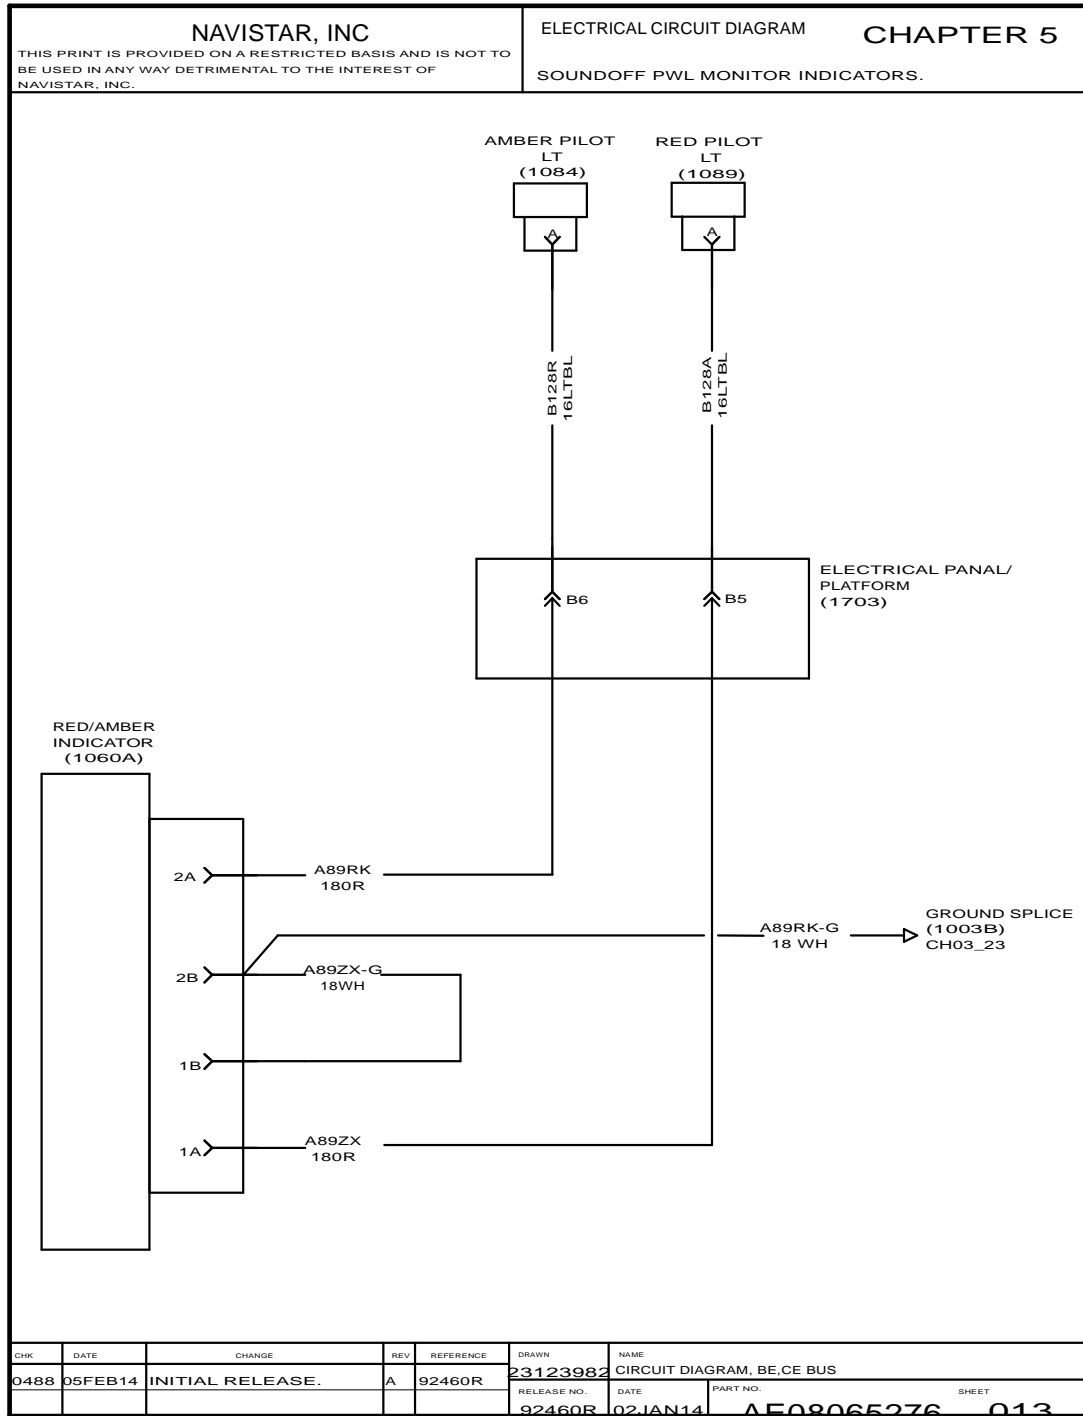 NAVISTAR, INC
THIS PRINT IS PROVIDED ON A RESTRICTED BASIS AND IS NOT TO
BE USED IN ANY WAY DETRIMENTAL TO THE INTEREST OF
NAVISTAR, INC.
ELECTRICAL CIRCUIT DIAGRAM
CHAPTER 5
SOUNDOFF PWL MONITOR INDICATORS.
AMBER PILOT
LT
(1084)
RED PILOT
LT
(1089)
A
A
B128R
16LTBL
B128A
16LTBL
ELECTRICAL PANAL/
PLATFORM
(1703)
B6
B5
RED/AMBER
INDICATOR
(1060A)
2A
A89RK
180R
A89RK-G
18 WH
GROUND SPLICE
(1003B)
CH03_23
2B
A89ZX-G
18WH
1B
1A
A89ZX
180R
CHK DATE CHANGE REV REFERENCE
0488 05FEB14 INITIAL RELEASE. A 92460R
DRAWN
23123982
NAME
CIRCUIT DIAGRAM, BE,CE BUS
RELEASE NO.
92460R
DATE
02JAN14
PART NO.
AE08065276
SHEET
013